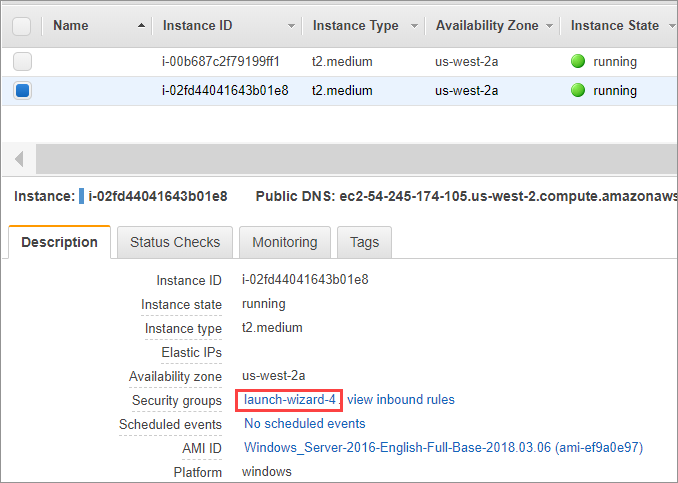 Name Instance ID Instance Type Availability Zone Instance State
i-00b687c2f79199ff1 t2.medium us-west-2a running
i-02fd44041643b01e8 t2.medium us-west-2a running
Instance: i-02fd44041643b01e8 Public DNS: ec2-54-245-174-105.us-west-2.compute.amazonaws
Description Status Checks Monitoring Tags
Instance ID i-02fd44041643b01e8
Instance state running
Instance type t2.medium
Elastic IPs
Availability zone us-west-2a
Security groups launch-wizard-4. view inbound rules
Scheduled events No scheduled events
AMI ID Windows_Server-2016-English-Full-Base-2018.03.06 (ami-ef9a0e97)
Platform windows